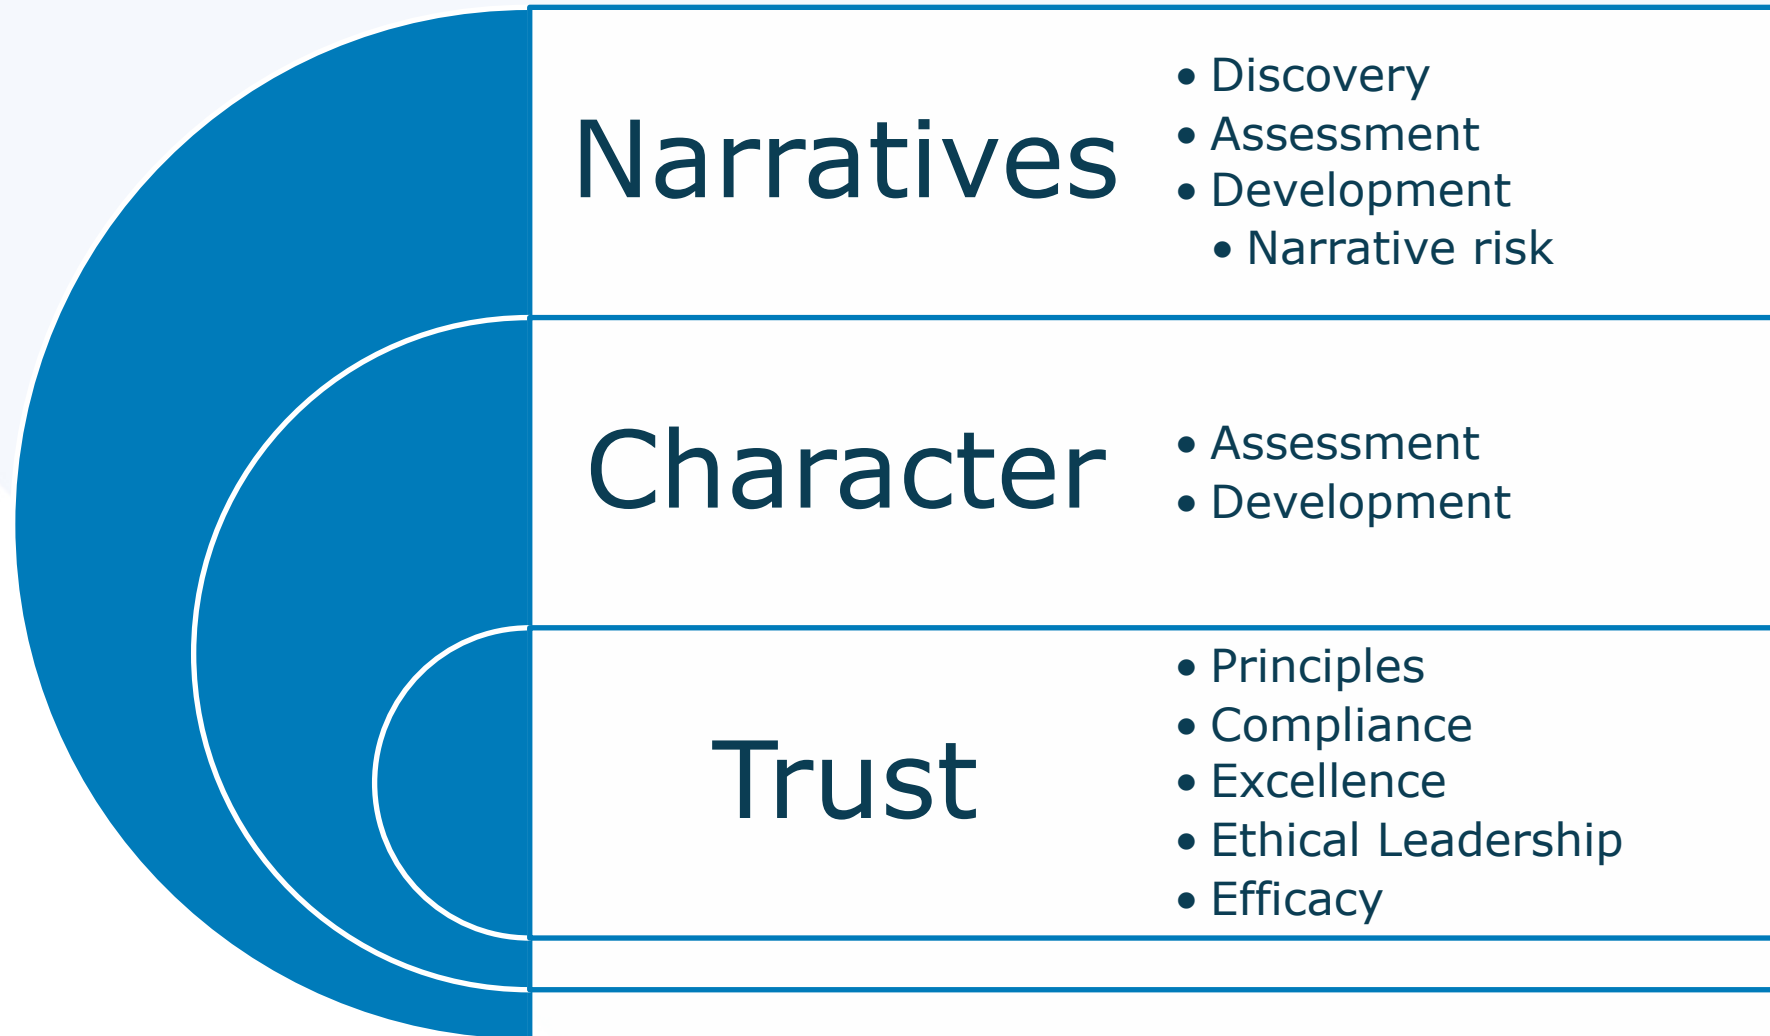 Narratives
• Discovery
• Assessment
• Development
• Narrative risk
Character
• Assessment
• Development
Trust
• Principles
• Compliance
• Excellence
• Ethical Leadership
• Efficacy